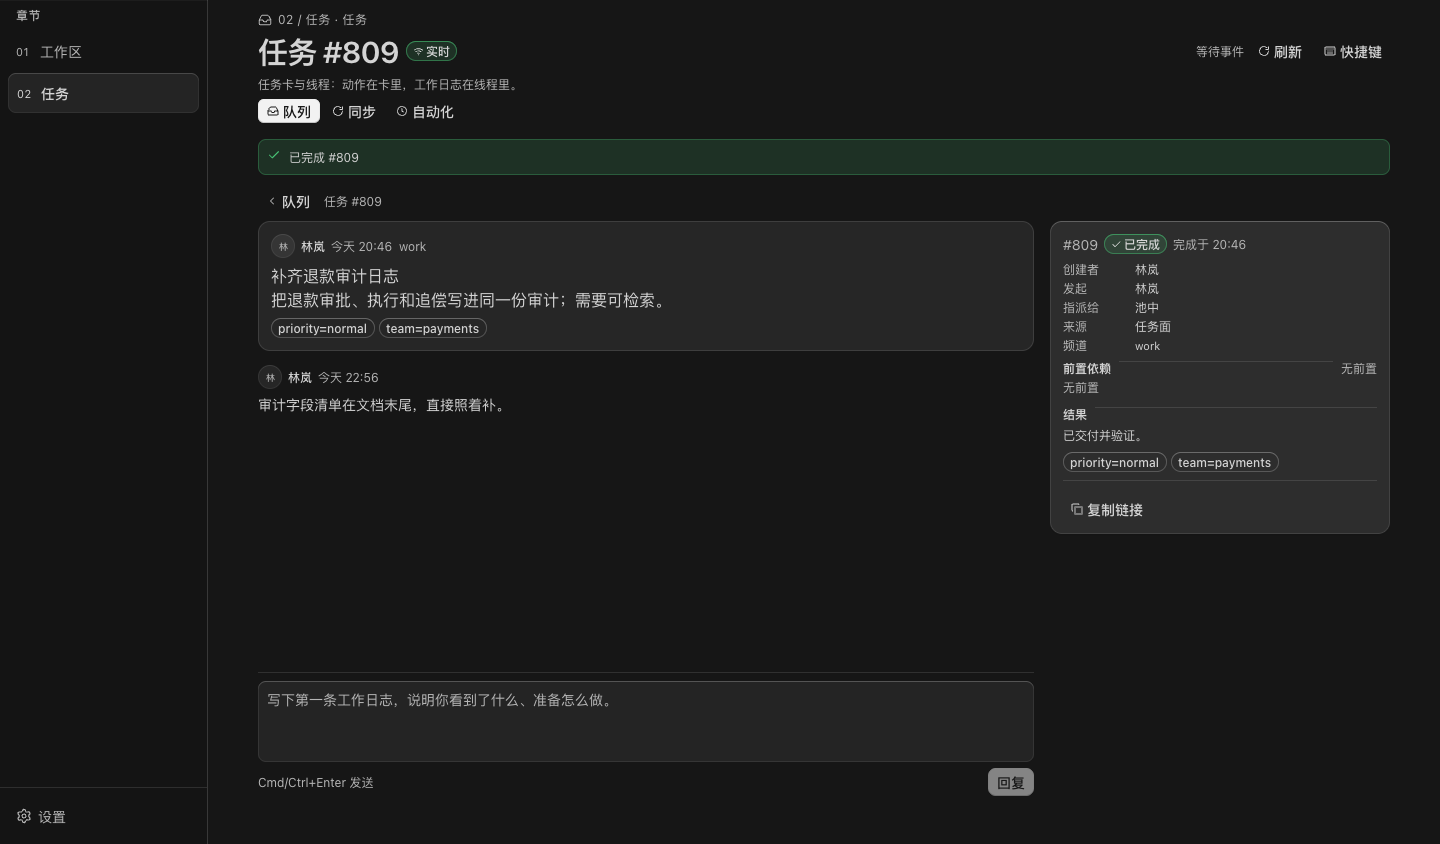 章节
01 工作区
02 任务
设置
02 / 任务 · 任务
任务 #809 实时
等待事件 刷新 快捷键
任务卡与线程：动作在卡里，工作日志在线程里。
队列 同步 自动化
已完成 #809
队列 任务 #809
林 林岚 今天 20:46 work
补齐退款审计日志
把退款审批、执行和追偿写进同一份审计；需要可检索。
priority=normal team=payments
林 林岚 今天 22:56
审计字段清单在文档末尾，直接照着补。
写下第一条工作日志，说明你看到了什么、准备怎么做。
Cmd/Ctrl+Enter 发送
回复
#809 已完成 完成于 20:46
创建者 林岚
发起 林岚
指派给 池中
来源 任务面
频道 work
前置依赖 无前置
无前置
结果
已交付并验证。
priority=normal team=payments
复制链接